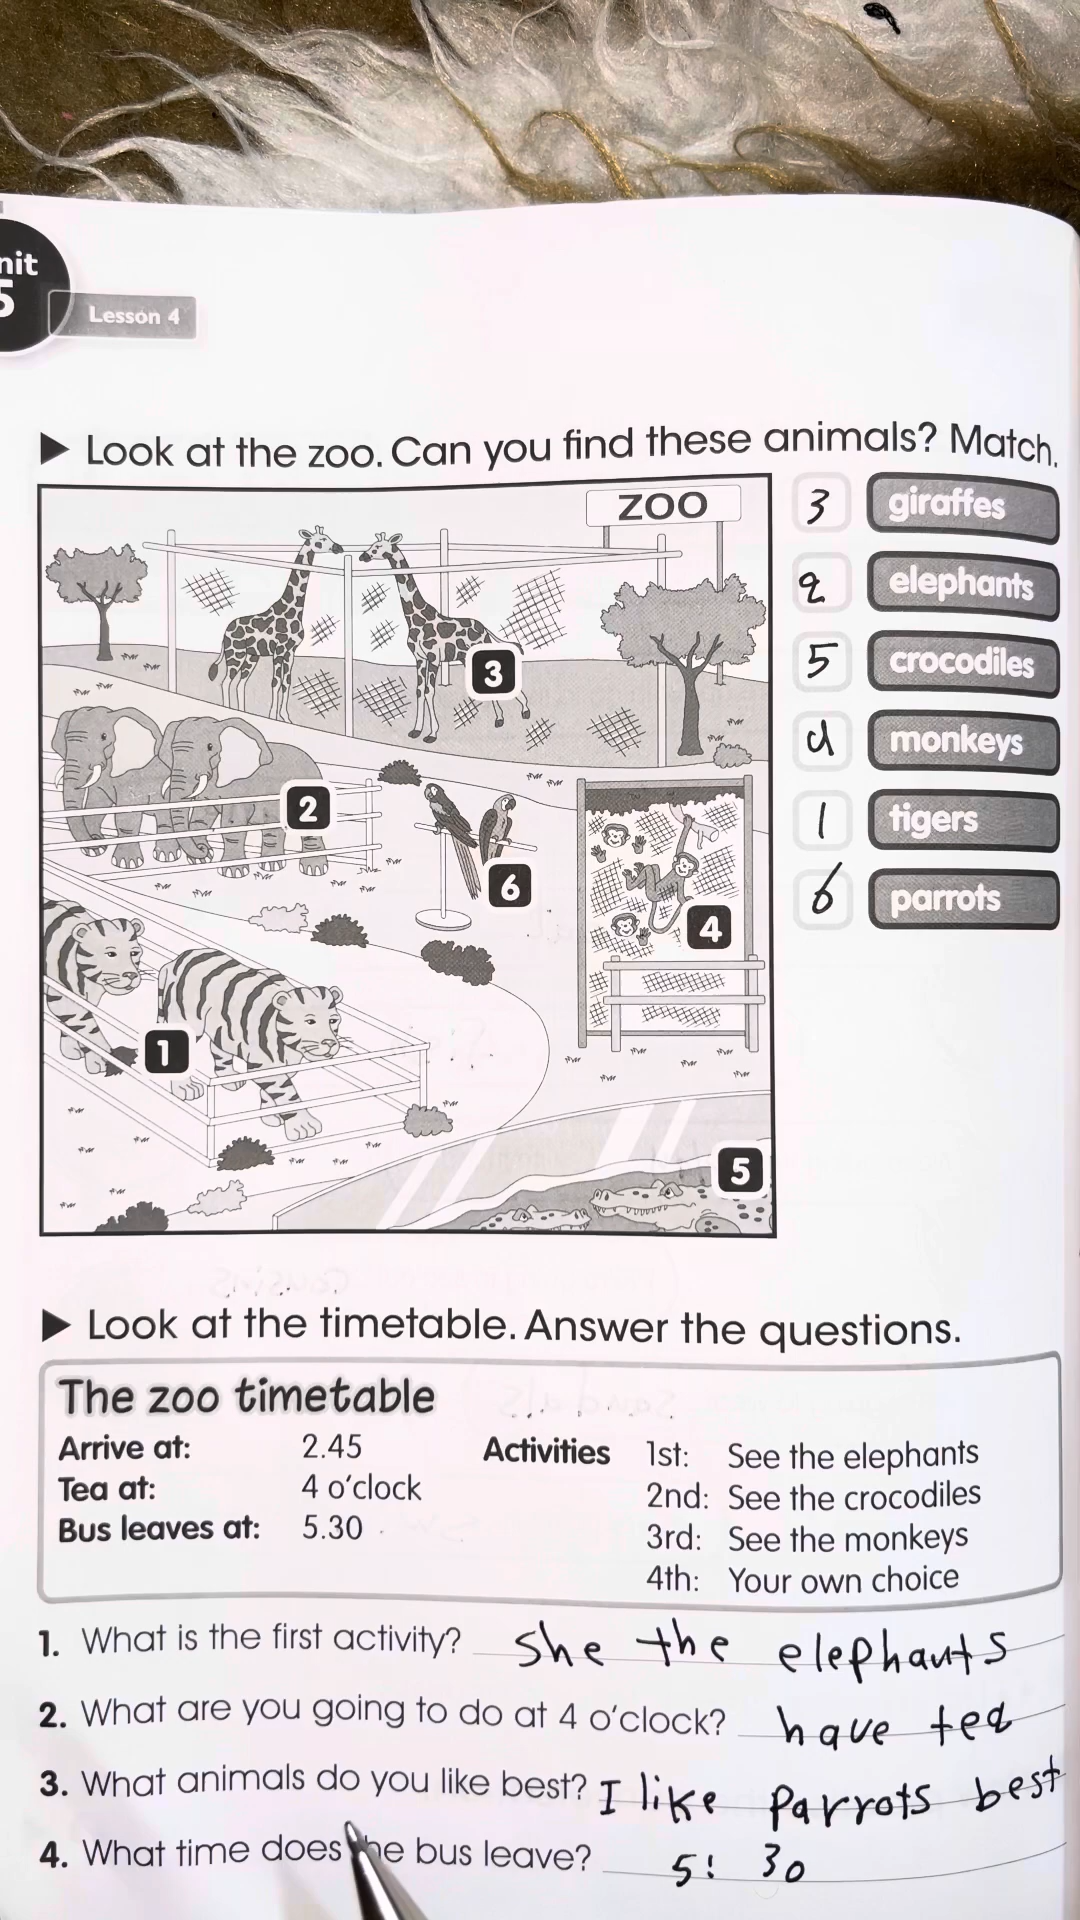 nit
5
Lesson 4
Look at the zoo. Can you find these animals? Match.
ZOO
3 giraffes
2 elephants
5 crocodiles
4 monkeys
1 tigers
6 parrots
3
2
6
4
1
5
Look at the timetable. Answer the questions.
The zoo timetable
Arrive at: 2.45
Tea at: 4 o'clock
Bus leaves at: 5.30
Activities 1st: See the elephants
2nd: See the crocodiles
3rd: See the monkeys
4th: Your own choice
1. What is the first activity? She the elephants
2. What are you going to do at 4 o'clock? have tea
3. What animals do you like best? I like parrots best
4. What time does he bus leave? 5: 30